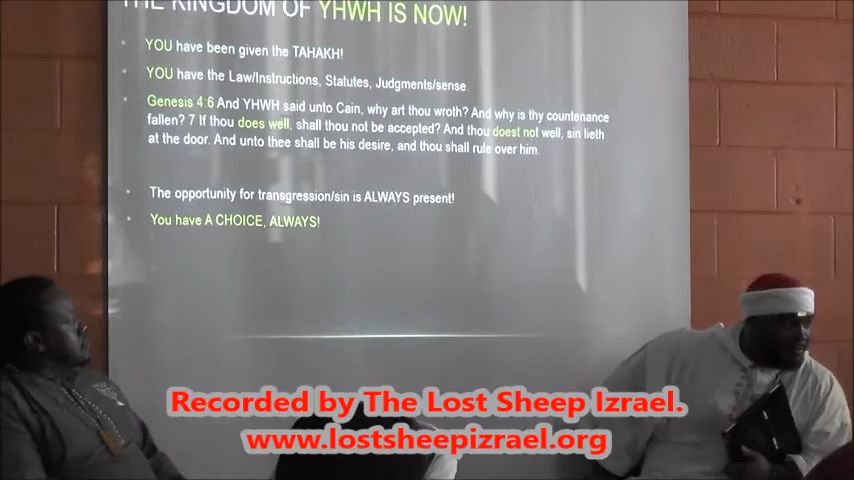 THE KINGDOM OF YHWH IS NOW!
YOU have been given the TAHAKH!
YOU have the Law/Instructions, Statutes, Judgments/sense.
Genesis 4:6 And YHWH said unto Cain, why art thou wroth? And why is thy countenance
fallen? 7 If thou does well, shall thou not be accepted? And thou doest not well, sin lieth
at the door. And unto thee shall be his desire, and thou shall rule over him.
The opportunity for transgression/sin is ALWAYS present!
You have A CHOICE, ALWAYS!
Recorded by The Lost Sheep Izrael.
www.lostsheepizrael.org